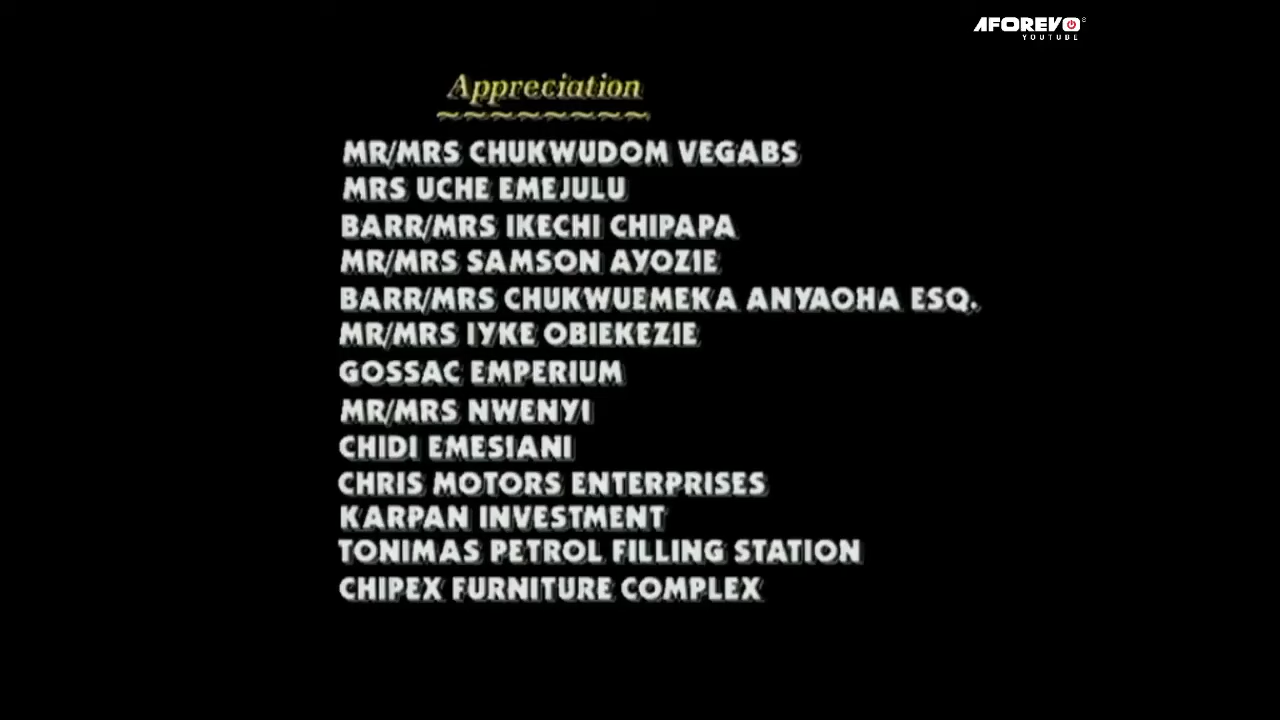 AFOREVO
YOUTUBE
Appreciation
~~~~~~~~
MR/MRS CHUKWUDOM VEGABS
MRS UCHE EMEJULU
BARR/MRS IKECHI CHIPAPA
MR/MRS SAMSON AYOZIE
BARR/MRS CHUKWUEMEKA ANYAOHA ESQ.
MR/MRS IYKE OBIEKEZIE
GOSSAC EMPERIUM
MR/MRS NWENYI
CHIDI EMESIANI
CHRIS MOTORS ENTERPRISES
KARPAN INVESTMENT
TONIMAS PETROL FILLING STATION
CHIPEX FURNITURE COMPLEX